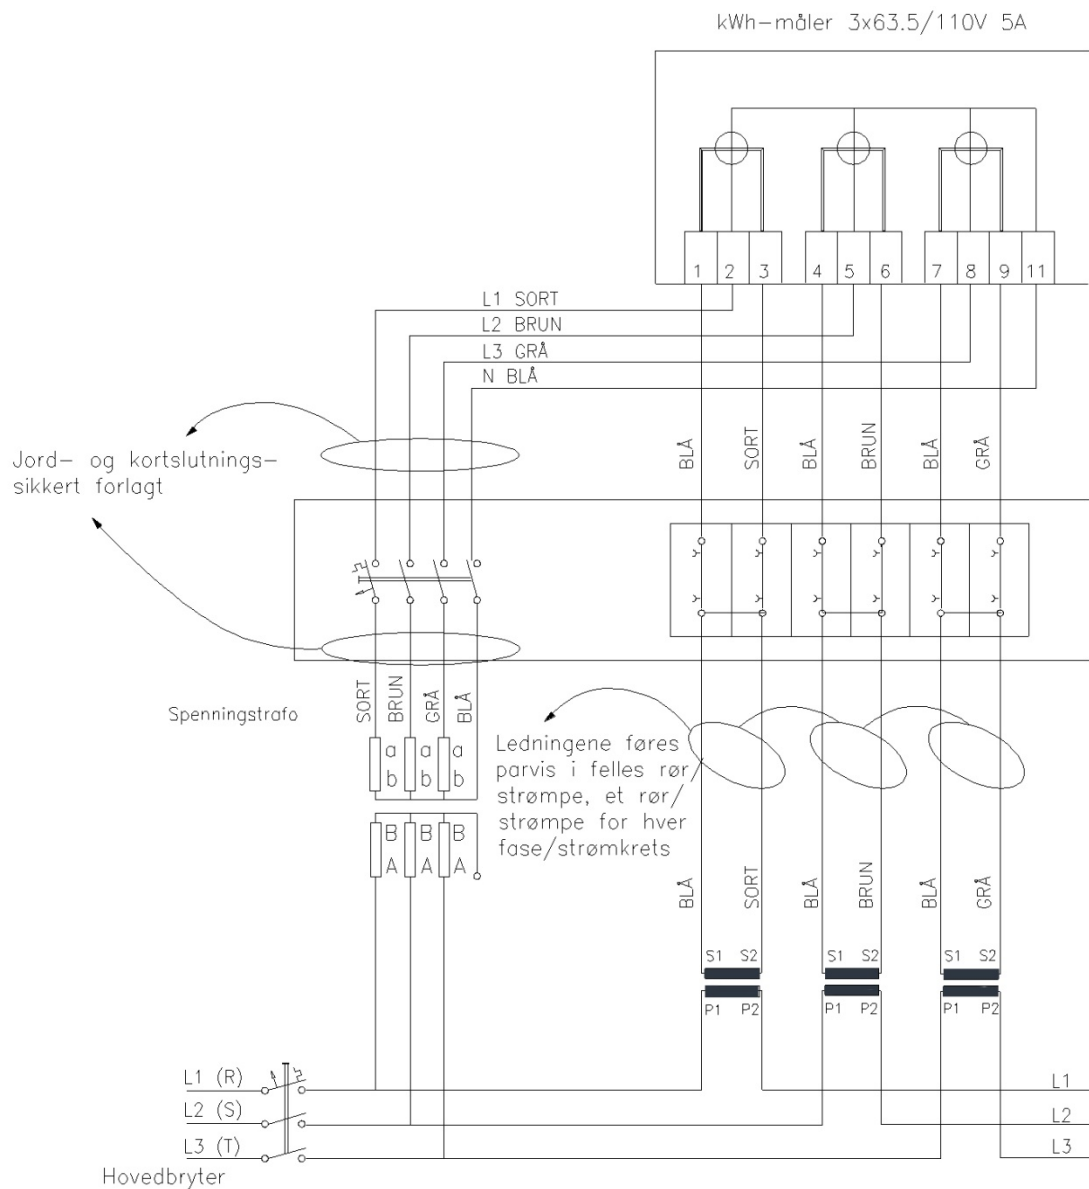 kWh-måler 3x63.5/110V 5A
1 2 3 4 5 6 7 8 9 11
L1 SORT
L2 BRUN
L3 GRÅ
N BLÅ
BLÅ SORT BLÅ BRUN BLÅ GRÅ
Jord- og kortslutnings-
sikkert forlagt
SORT BRUN GRÅ BLÅ
Spenningstrafo
a a a
b b b
B B B
A A A
Ledningene føres
parvis i felles rør/
strømpe, et rør/
strømpe for hver
fase/strømkrets
BLÅ SORT BLÅ BRUN BLÅ GRÅ
S1 S2 S1 S2 S1 S2
P1 P2 P1 P2 P1 P2
L1 (R) L1
L2 (S) L2
L3 (T) L3
Hovedbryter